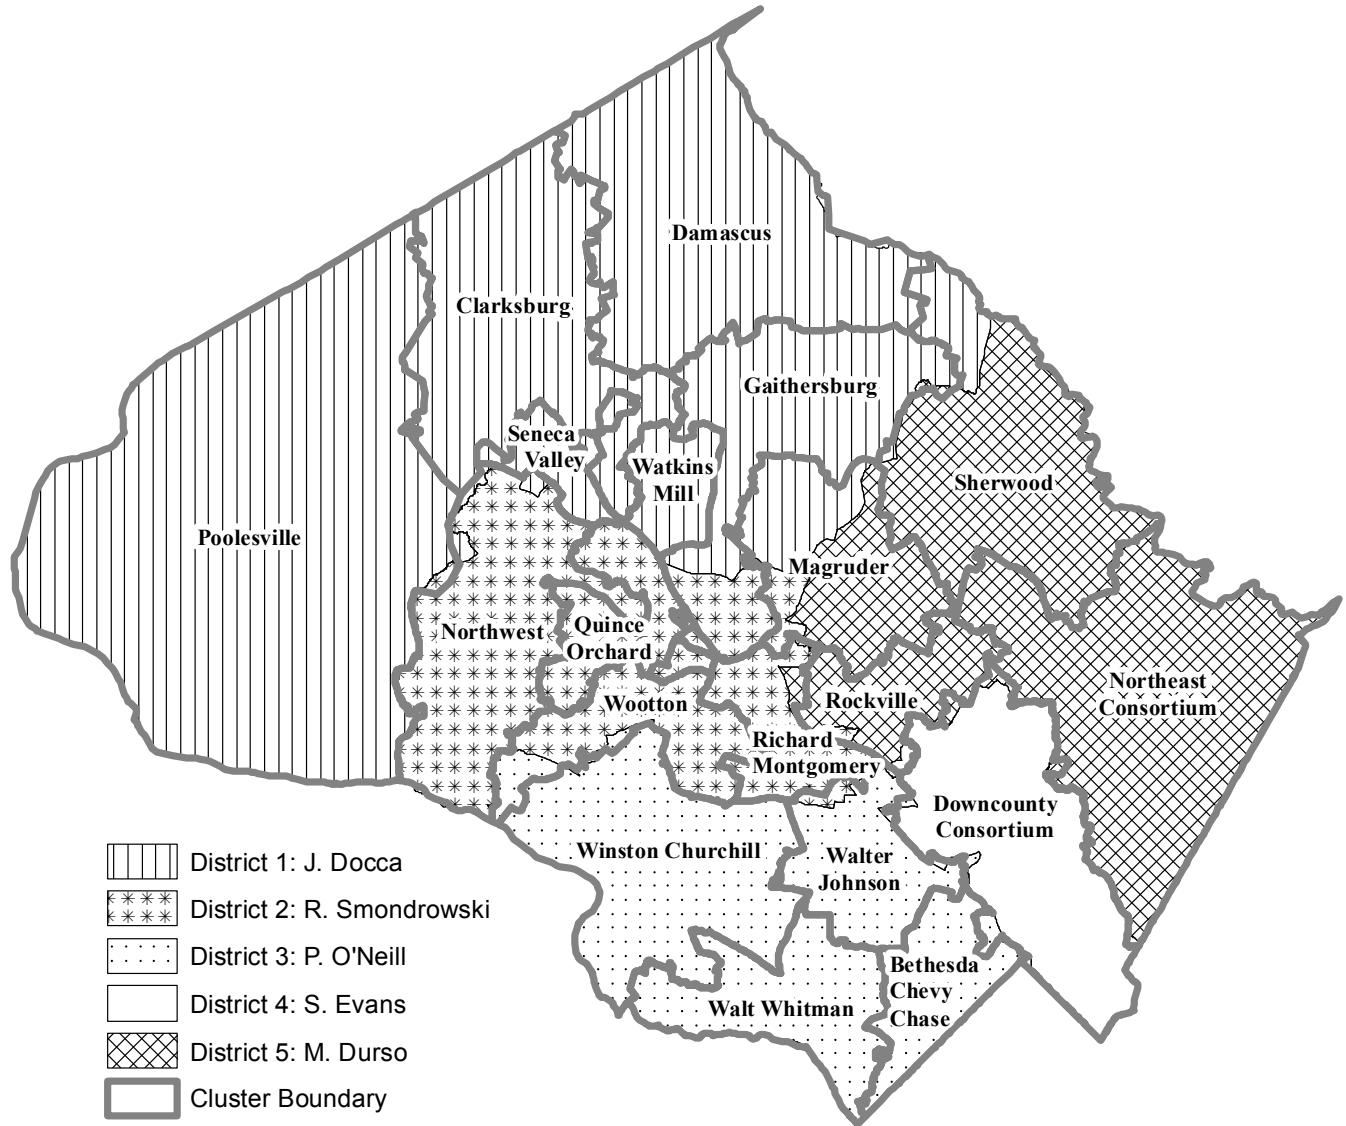 Damascus
Clarksburg
Gaithersburg
Seneca
Valley
Watkins
Mill
Sherwood
Poolesville
Magruder
Northwest
Quince
Orchard
Northeast
Consortium
Rockville
Wootton
Richard
Montgomery
Downcounty
Consortium
Winston Churchill
Walter
Johnson
Bethesda
Chevy
Chase
Walt Whitman
District 1: J. Docca
District 2: R. Smondrowski
District 3: P. O'Neill
District 4: S. Evans
District 5: M. Durso
Cluster Boundary